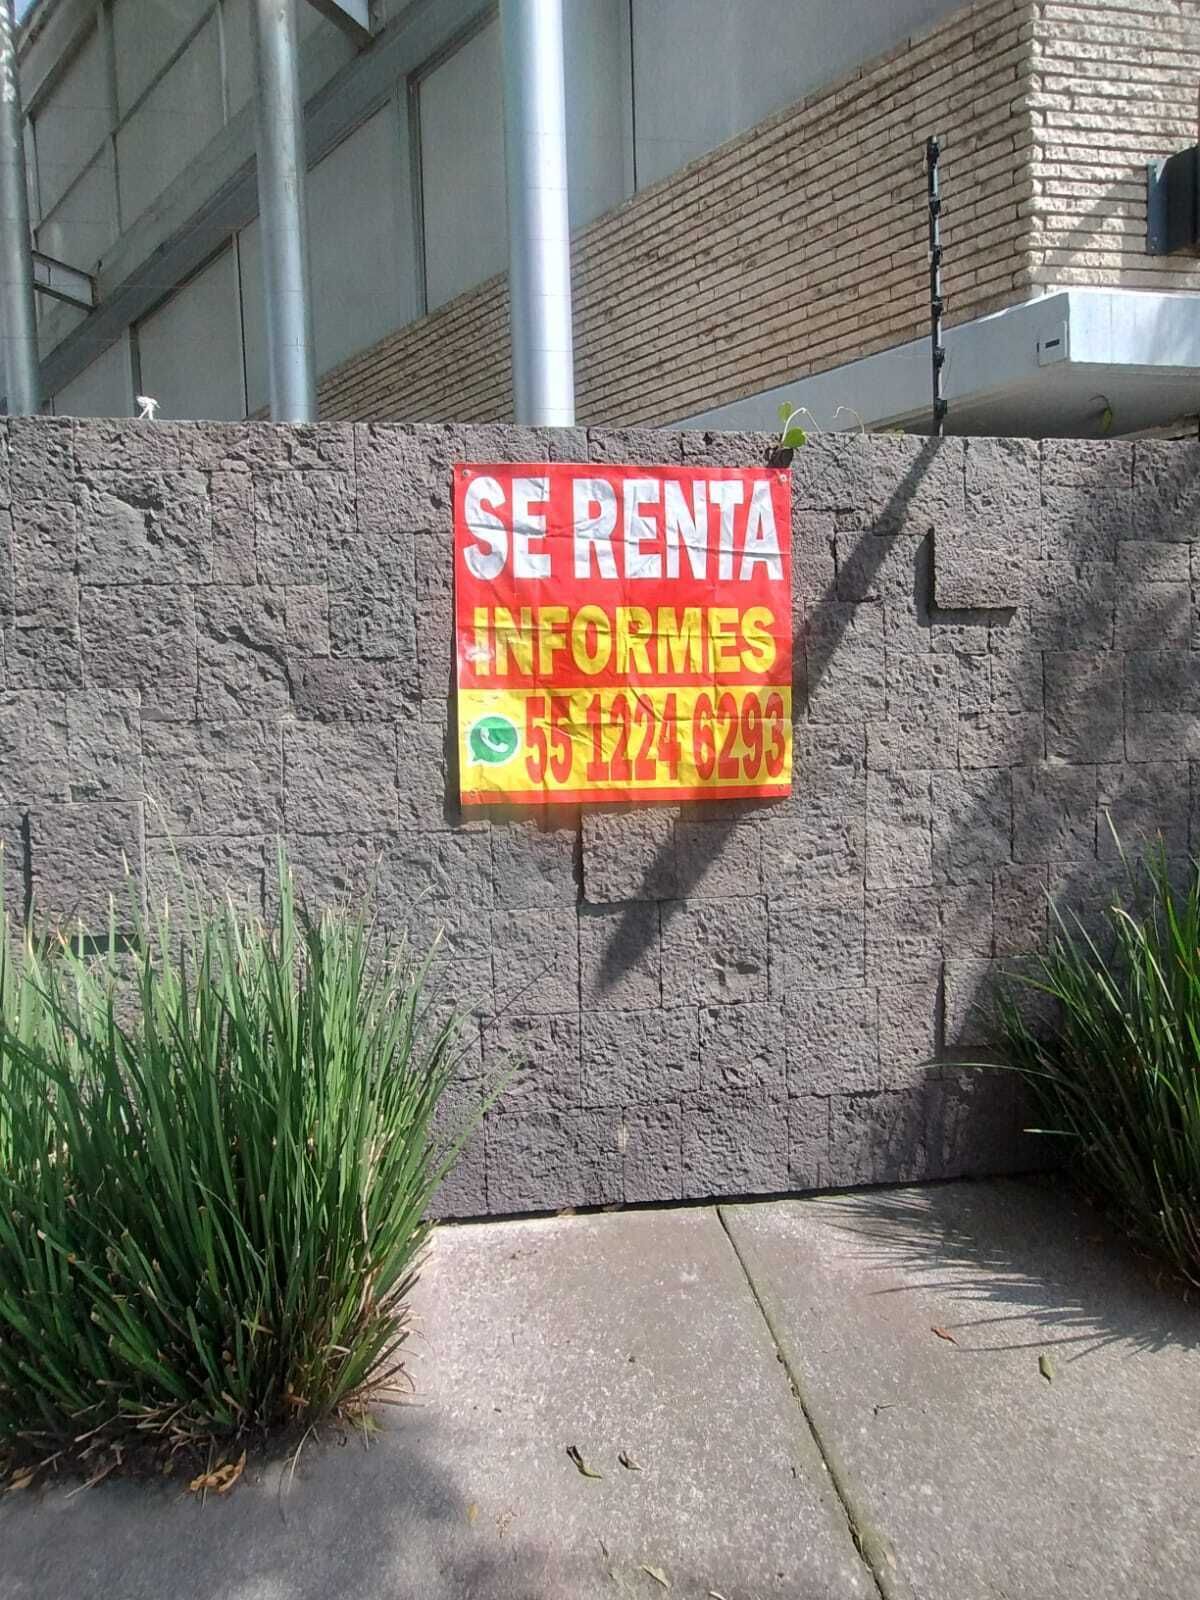 SE RENTA
INFORMES
55 1224 6293